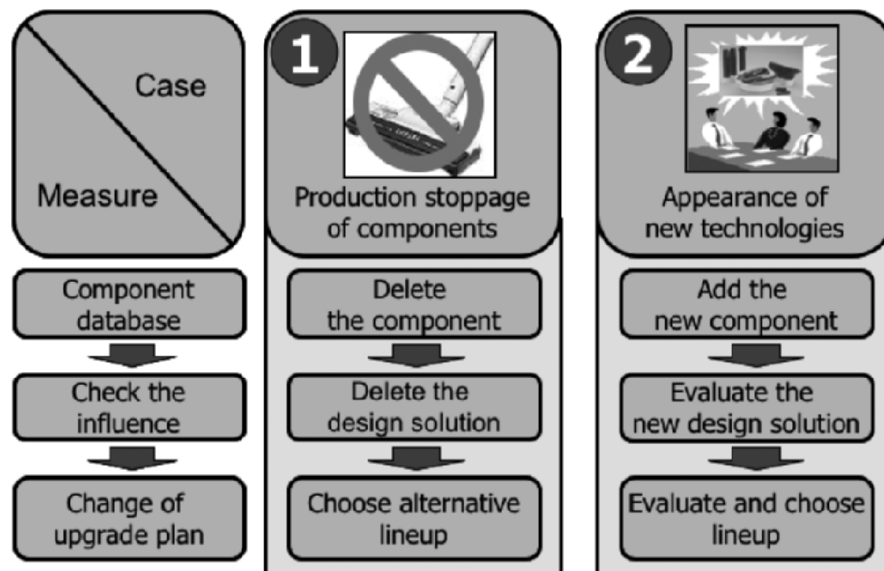 Case
Measure
1
Production stoppage
of components
2
Appearance of
new technologies
Component
database
Delete
the component
Add the
new component
Check the
influence
Delete the
design solution
Evaluate the
new design solution
Change of
upgrade plan
Choose alternative
lineup
Evaluate and choose
lineup